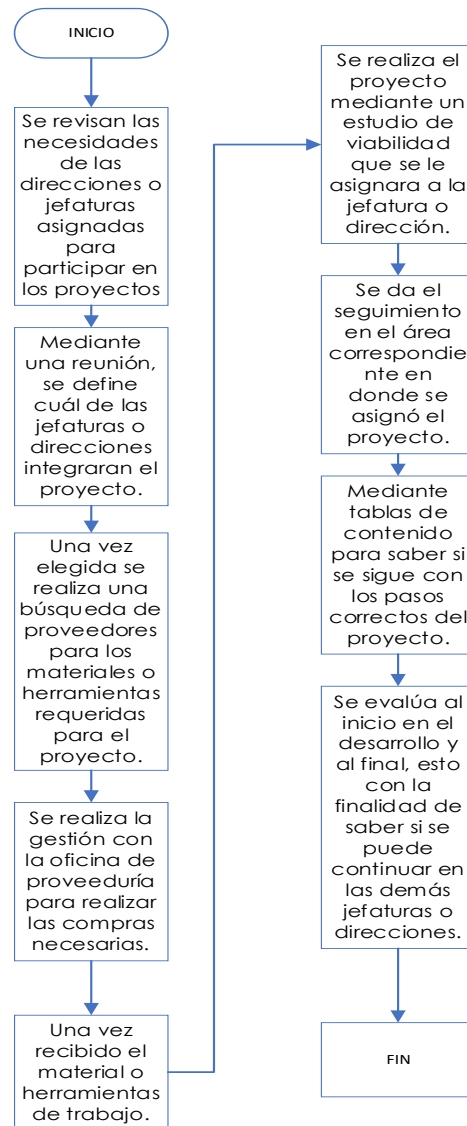 INICIO
Se revisan las
necesidades
de las
direcciones o
jefaturas
asignadas
para
participar en
los proyectos
Mediante
una reunión,
se define
cuál de las
jefaturas o
direcciones
integraran el
proyecto.
Una vez
elegida se
realiza una
búsqueda de
proveedores
para los
materiales o
herramientas
requeridas
para el
proyecto.
Se realiza la
gestión con
la oficina de
proveeduría
para realizar
las compras
necesarias.
Una vez
recibido el
material o
herramientas
de trabajo.
Se realiza el
proyecto
mediante un
estudio de
viabilidad
que se le
asignara a la
jefatura o
dirección.
Se da el
seguimiento
en el área
correspondie
nte en
donde se
asignó el
proyecto.
Mediante
tablas de
contenido
para saber si
se sigue con
los pasos
correctos del
proyecto.
Se evalúa al
inicio en el
desarrollo y
al final, esto
con la
finalidad de
saber si se
puede
continuar en
las demás
jefaturas o
direcciones.
FIN